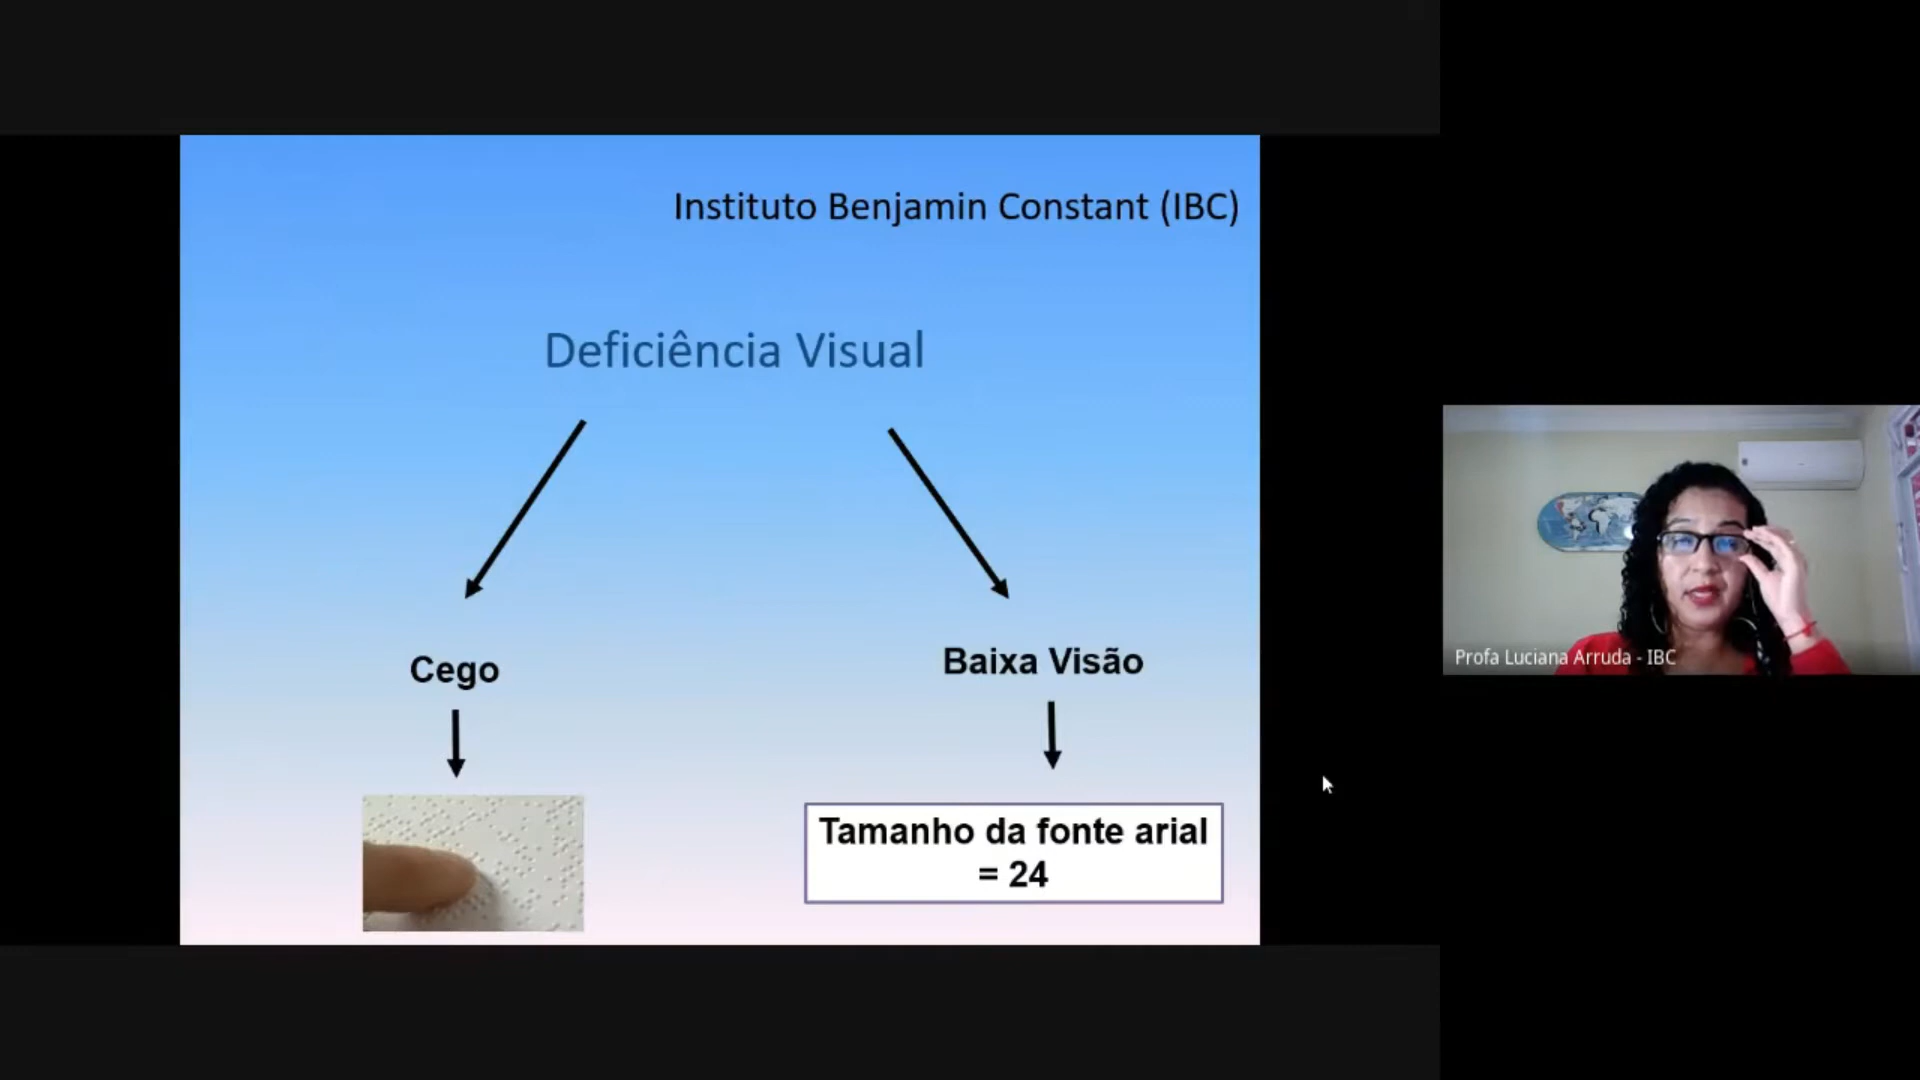 Instituto Benjamin Constant (IBC)
Deficiência Visual
Cego
Baixa Visão
Tamanho da fonte arial
= 24
Profa Luciana Arruda - IBC